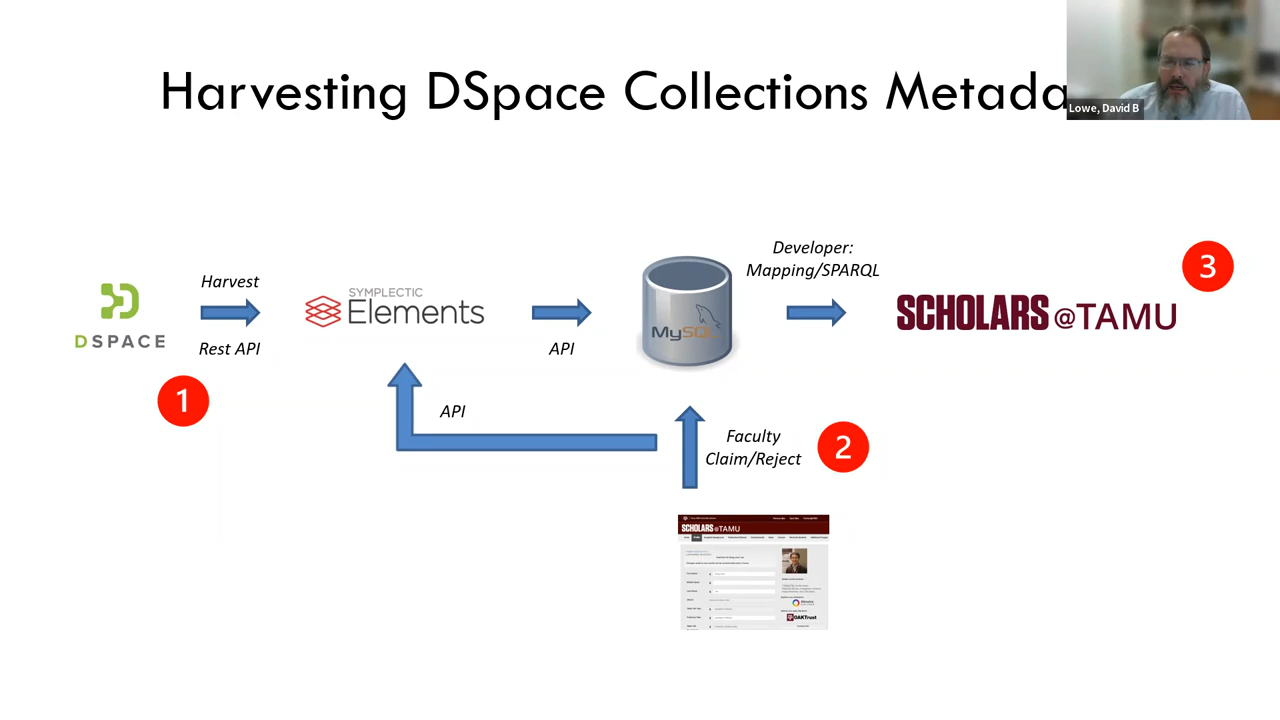 Harvesting DSpace Collections Metada
Lowe, David B
Developer:
Mapping/SPARQL
3
Harvest
SYMPLECTIC
Elements
MySQL
SCHOLARS @TAMU
DSPACE
Rest API
API
1
API
Faculty
Claim/Reject
2
SCHOLARS @TAMU
OAKTrust